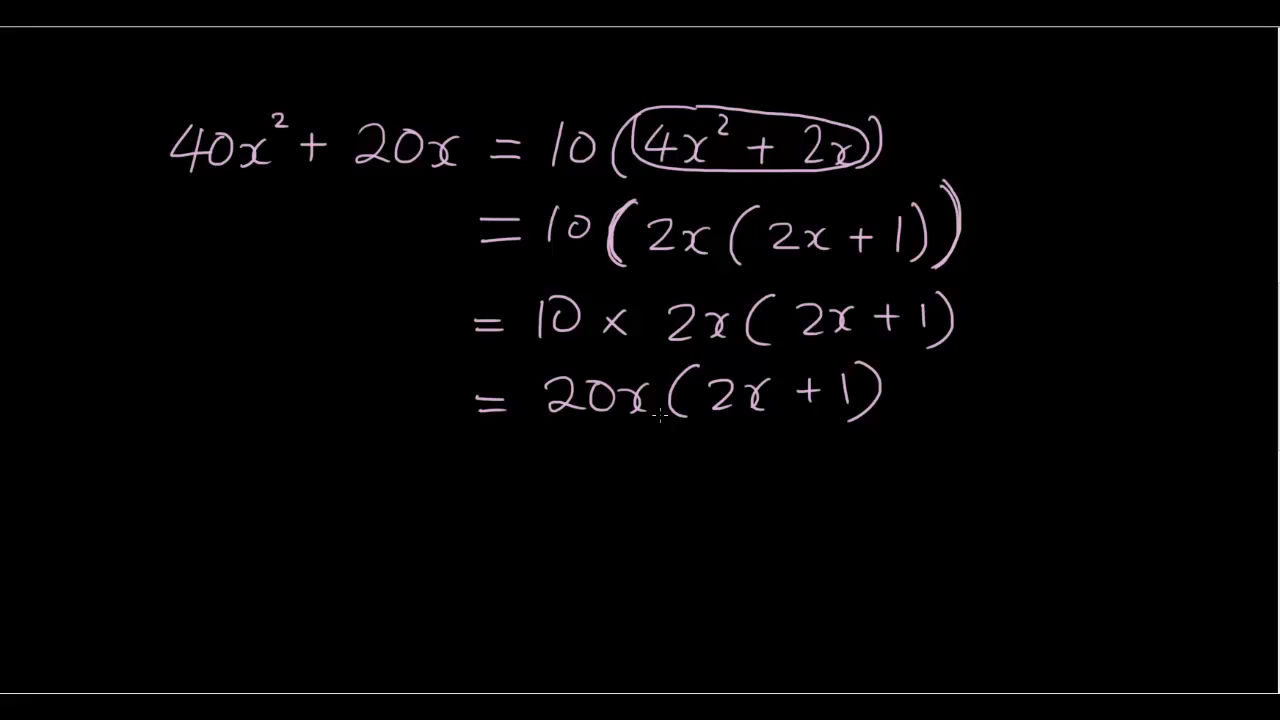 40x² + 20x = 10(4x² + 2x)
= 10(2x(2x + 1))
= 10 × 2x(2x + 1)
= 20x(2x + 1)